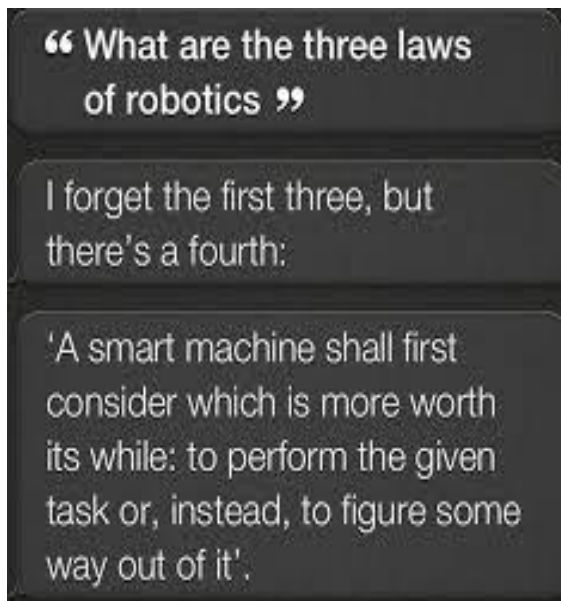 “ What are the three laws
of robotics ”
I forget the first three, but
there’s a fourth:
‘A smart machine shall first
consider which is more worth
its while: to perform the given
task or, instead, to figure some
way out of it’.